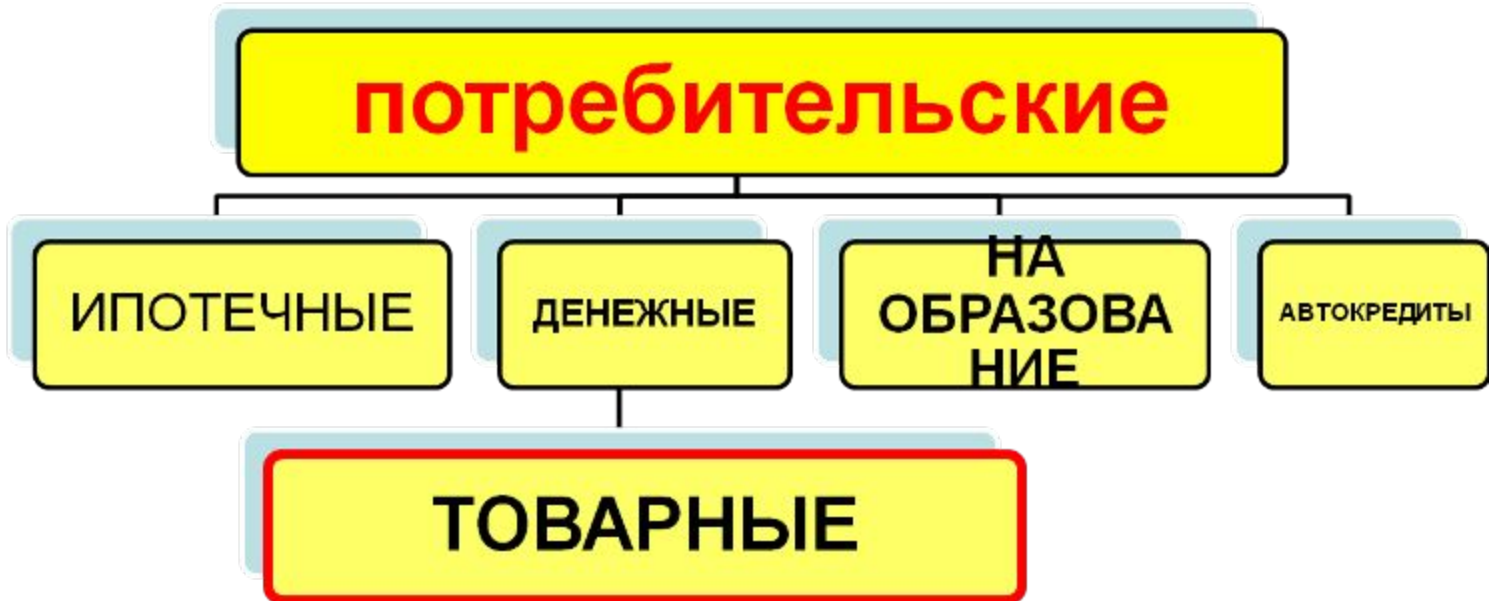 потребительские
ИПОТЕЧНЫЕ
ДЕНЕЖНЫЕ
НА
ОБРАЗОВА
НИЕ
АВТОКРЕДИТЫ
ТОВАРНЫЕ